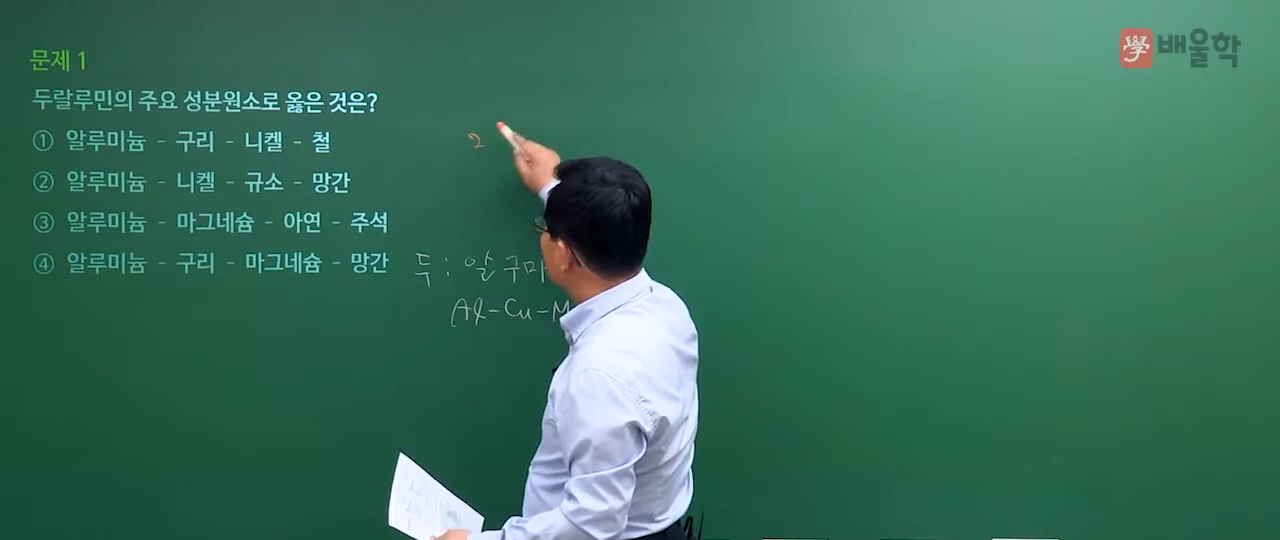 學 배울학
문제 1
두랄루민의 주요 성분원소로 옳은 것은?
① 알루미늄 - 구리 - 니켈 - 철
② 알루미늄 - 니켈 - 규소 - 망간
③ 알루미늄 - 마그네슘 - 아연 - 주석
④ 알루미늄 - 구리 - 마그네슘 - 망간
2
두 : 알 구 마
Al-Cu-M